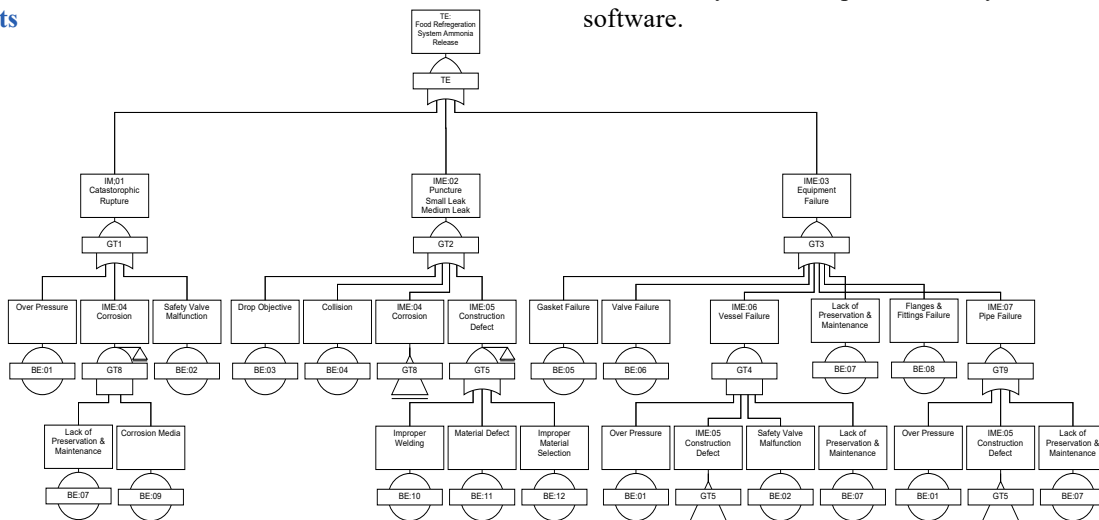 ts
software.
TE:
Food Refregeration
System Ammonia
Release
TE
IM;01
Catastorophic
Rupture
IME:02
Puncture
Small Leak
Medium Leak
IME:03
Equipment
Failure
GT1
GT2
GT3
Over Pressure
IME:04
Corrosion
Safety Valve
Malfunction
Drop Objective
Collision
IME:04
Corrosion
IME:05
Construction
Defect
Gasket Failure
Valve Failure
IME:06
Vessel Failure
Lack of
Preservation &
Maintenance
Flanges &
Fittings Failure
IME:07
Pipe Failure
BE:01
GT8
BE:02
BE:03
BE:04
GT8
GT5
BE:05
BE:06
GT4
BE:07
BE:08
GT9
Lack of
Preservation &
Maintenance
Corrosion Media
Improper
Welding
Material Defect
Improper
Material
Selection
Over Pressure
IME:05
Construction
Defect
Safety Valve
Malfunction
Lack of
Preservation &
Maintenance
Over Pressure
IME:05
Construction
Defect
Lack of
Preservation &
Maintenance
BE:07
BE:09
BE:10
BE:11
BE:12
BE:01
GT5
BE:02
BE:07
BE:01
GT5
BE:07